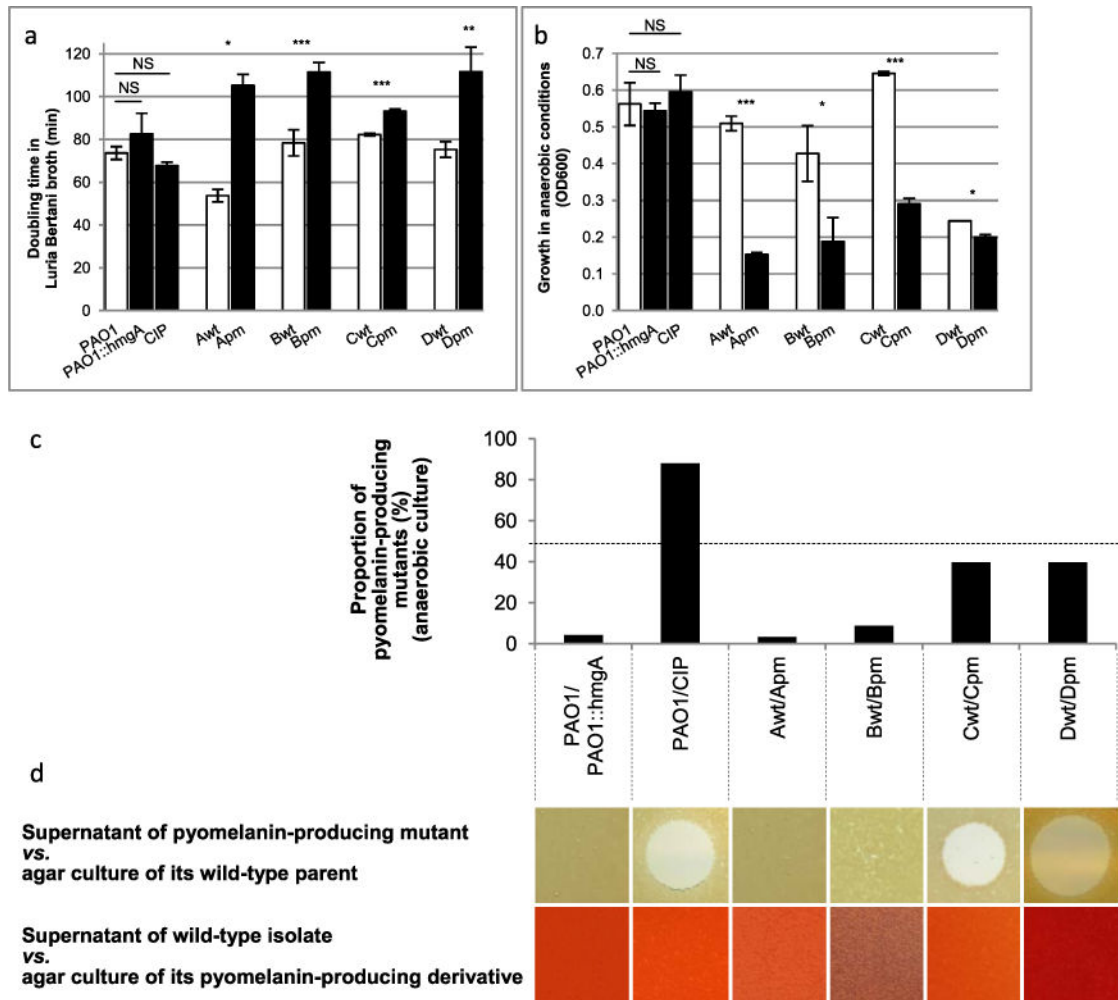 a
Doubling time in
Luria Bertani broth (min)
120
100
80
60
40
20
0
NS
NS
*
***
***
**
PAO1
PAO1::hmgA
CIP
Awt
Apm
Bwt
Bpm
Cwt
Cpm
Dwt
Dpm
b
Growth in anaerobic conditions
(OD600)
0.7
0.6
0.5
0.4
0.3
0.2
0.1
0.0
NS
NS
***
*
***
*
PAO1
PAO1::hmgA
CIP
Awt
Apm
Bwt
Bpm
Cwt
Cpm
Dwt
Dpm
c
Proportion of
pyomelanin-producing
mutants (%)
(anaerobic culture)
100
80
60
40
20
0
PAO1/
PAO1::hmgA
PAO1/CIP
Awt/Apm
Bwt/Bpm
Cwt/Cpm
Dwt/Dpm
d
Supernatant of pyomelanin-producing mutant
vs.
agar culture of its wild-type parent
Supernatant of wild-type isolate
vs.
agar culture of its pyomelanin-producing derivative